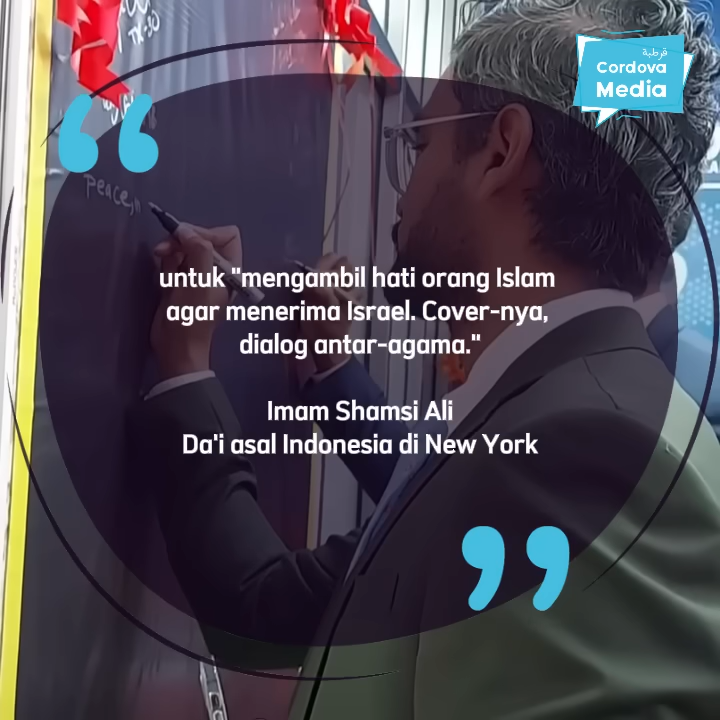 قرطبة
Cordova
Media
Peace
untuk "mengambil hati orang Islam
agar menerima Israel. Cover-nya,
dialog antar-agama."
Imam Shamsi Ali
Da'i asal Indonesia di New York